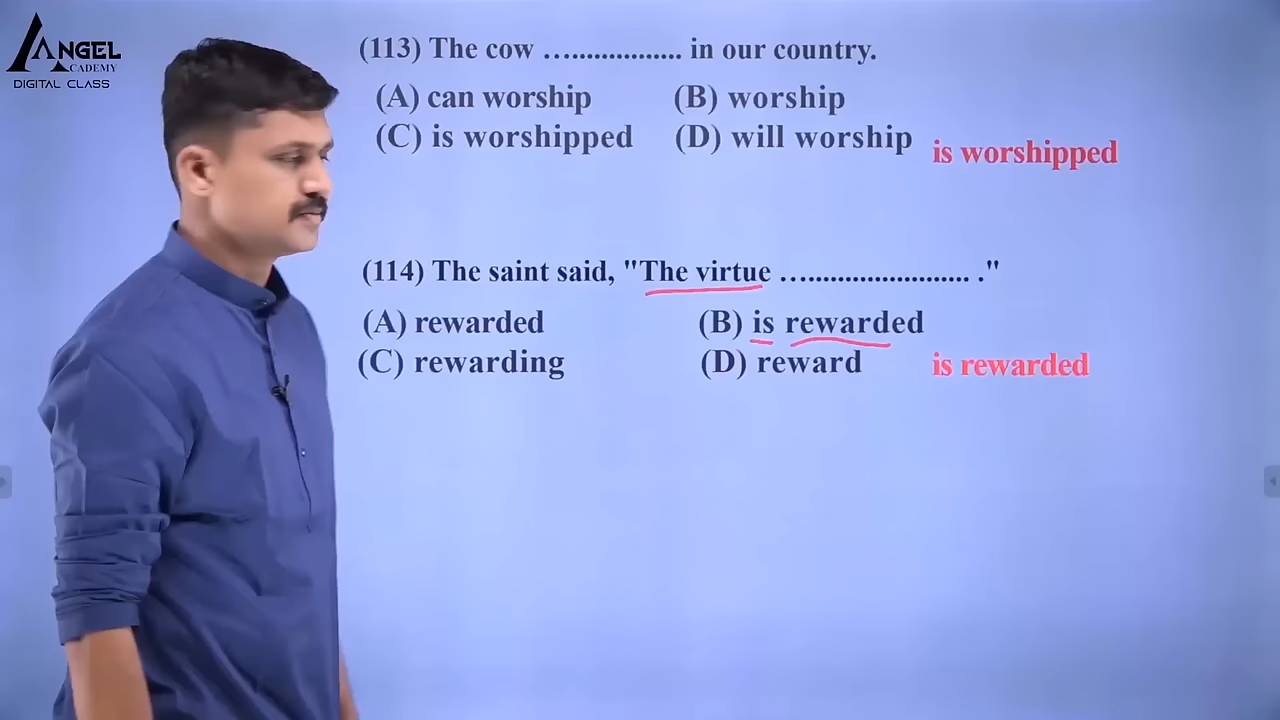 ANGEL
ACADEMY
DIGITAL CLASS
(113) The cow ….............. in our country.
(A) can worship (B) worship
(C) is worshipped (D) will worship
is worshipped
(114) The saint said, "The virtue …...................... ."
(A) rewarded (B) is rewarded
(C) rewarding (D) reward
is rewarded